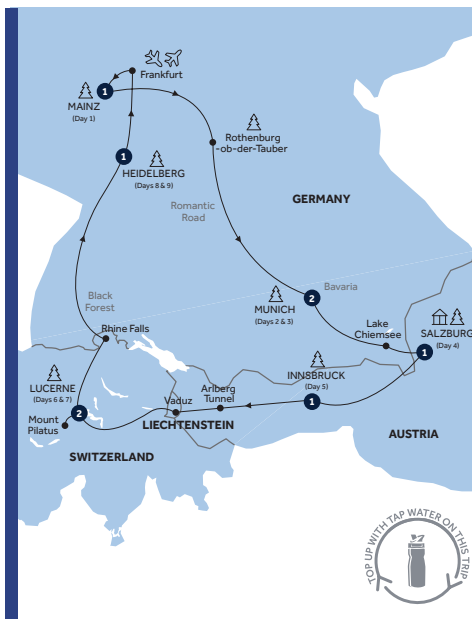 Frankfurt
1
MAINZ
(Day 1)
Rothenburg
-ob-der-Tauber
1
HEIDELBERG
(Days 8 & 9)
GERMANY
Romantic
Road
Bavaria
2
MUNICH
(Days 2 & 3)
Black
Forest
Lake
Chiemsee
SALZBURG
(Day 4)
1
Rhine Falls
INNSBRUCK
(Day 5)
1
LUCERNE
(Days 6 & 7)
2
Arlberg
Tunnel
Vaduz
LIECHTENSTEIN
Mount
Pilatus
AUSTRIA
SWITZERLAND
TOP UP WITH TAP WATER ON THIS TRIP